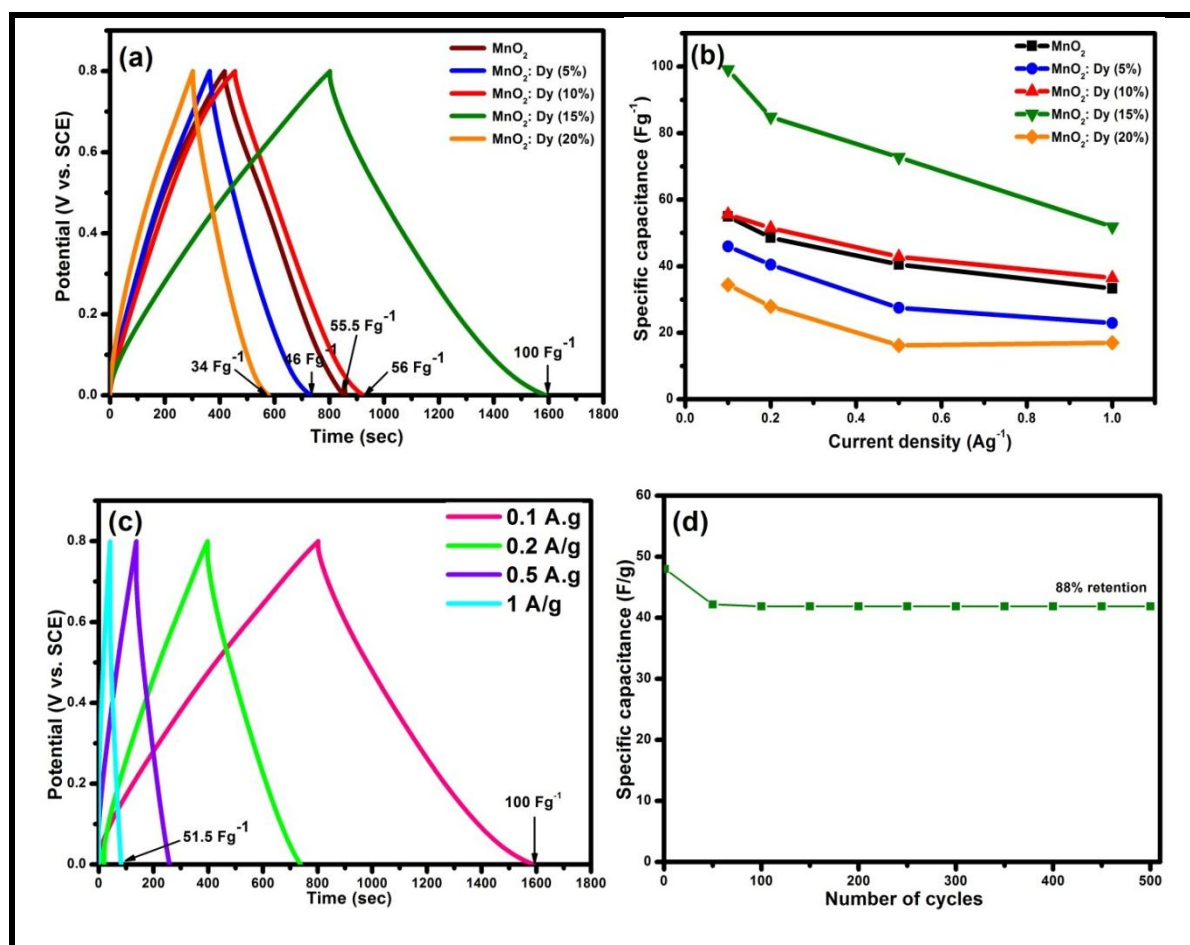 (a)
MnO2
MnO2: Dy (5%)
MnO2: Dy (10%)
MnO2: Dy (15%)
MnO2: Dy (20%)
Potential (V vs. SCE)
0.8
0.6
0.4
0.2
0.0
34 Fg-1
46 Fg-1
55.5 Fg-1
56 Fg-1
100 Fg-1
0 200 400 600 800 1000 1200 1400 1600 1800
Time (sec)
(b)
MnO2
MnO2: Dy (5%)
MnO2: Dy (10%)
MnO2: Dy (15%)
MnO2: Dy (20%)
Specific capacitance (Fg-1)
100
80
60
40
20
0
0.0 0.2 0.4 0.6 0.8 1.0
Current density (Ag-1)
(c)
0.1 A.g
0.2 A/g
0.5 A.g
1 A/g
Potential (V vs. SCE)
0.8
0.6
0.4
0.2
0.0
51.5 Fg-1
100 Fg-1
0 200 400 600 800 1000 1200 1400 1600 1800
Time (sec)
(d)
88% retention
Specific capacitance (F/g)
60
50
40
30
20
10
0
0 100 200 300 400 500
Number of cycles